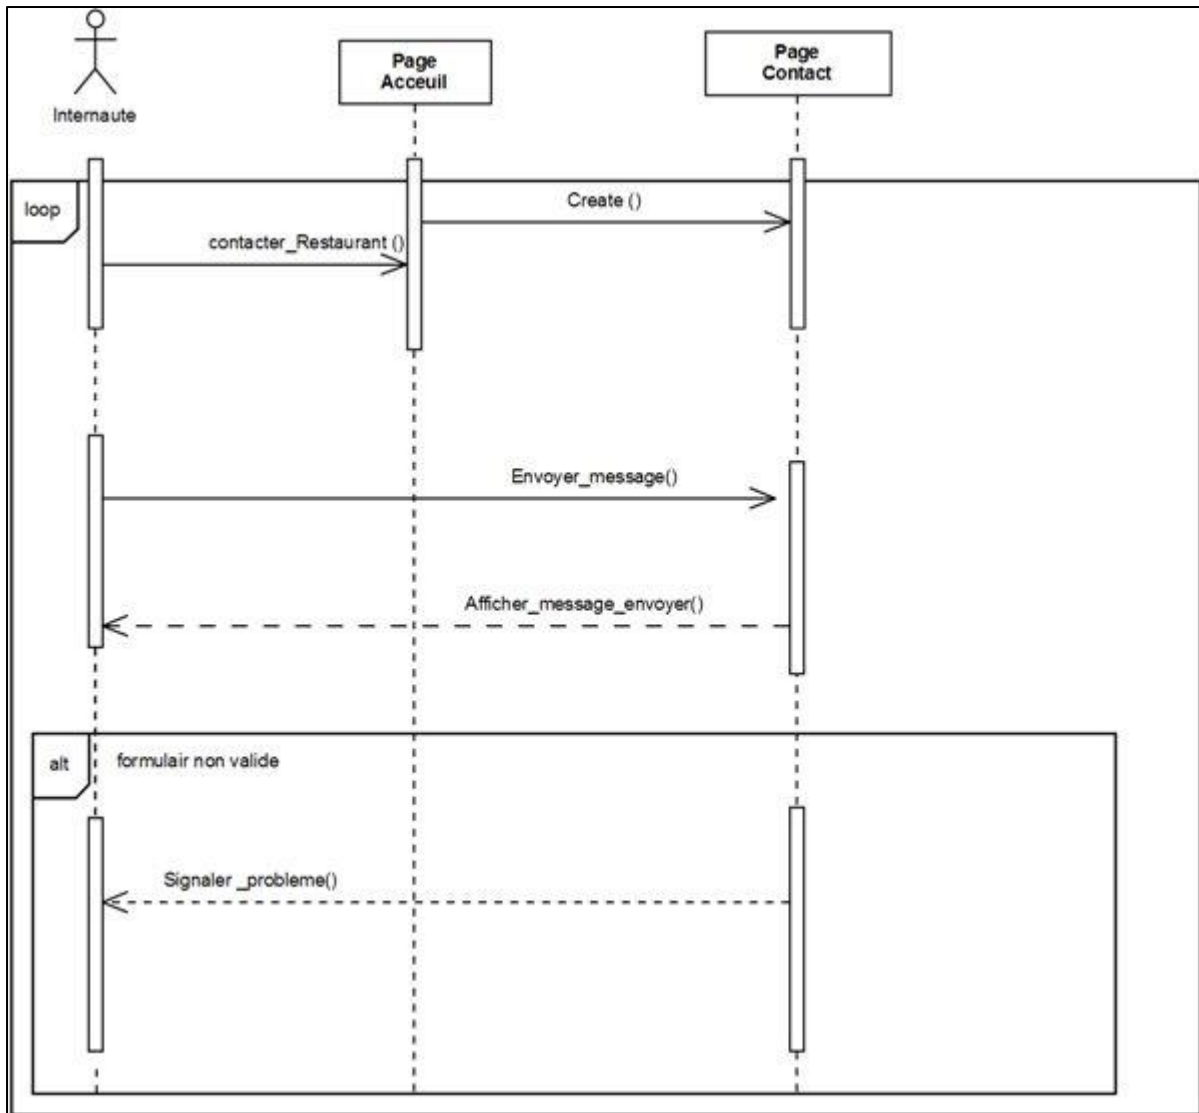 Page
Acceuil
Page
Contact
Internaute
loop
Create ()
contacter_Restaurant ()
Envoyer_message()
Afficher_message_envoyer()
alt
formulair non valide
Signaler _probleme()